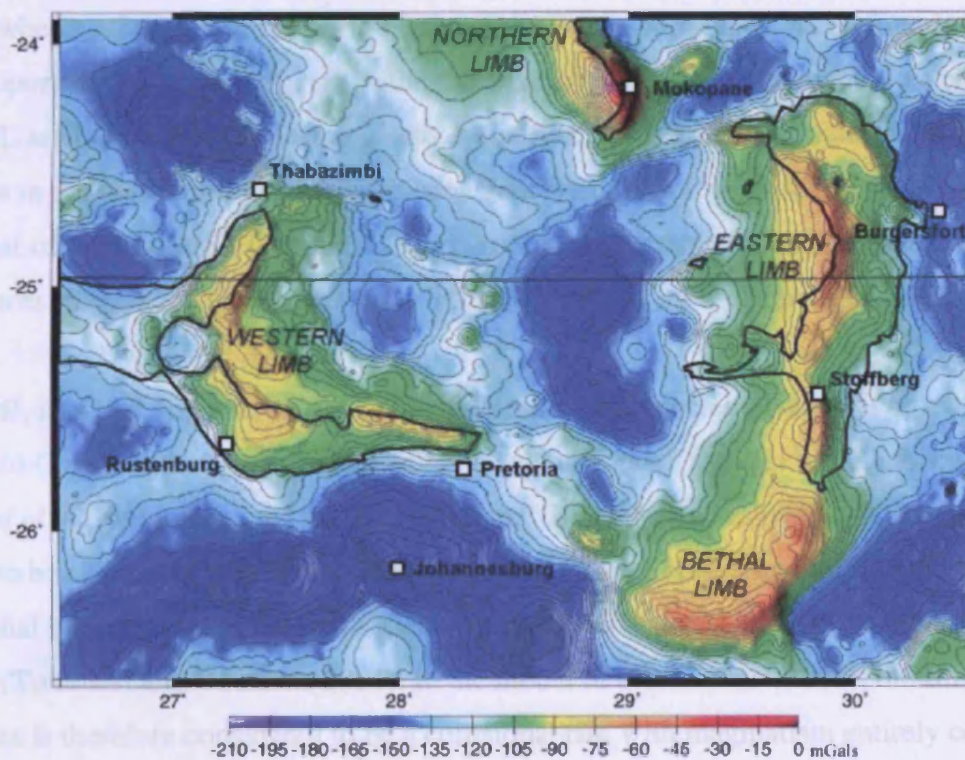 -24
-25
-26
NORTHERN
LIMB
Mokopane
Thabazimbi
EASTERN
LIMB
Burgersfort
WESTERN
LIMB
Stoffberg
Rustenburg
Pretoria
Johannesburg
BETHAL
LIMB
27 28 29 30
-210 -195 -180 -165 -150 -135 -120 -105 -90 -75 -60 -45 -30 -15 0 mGals